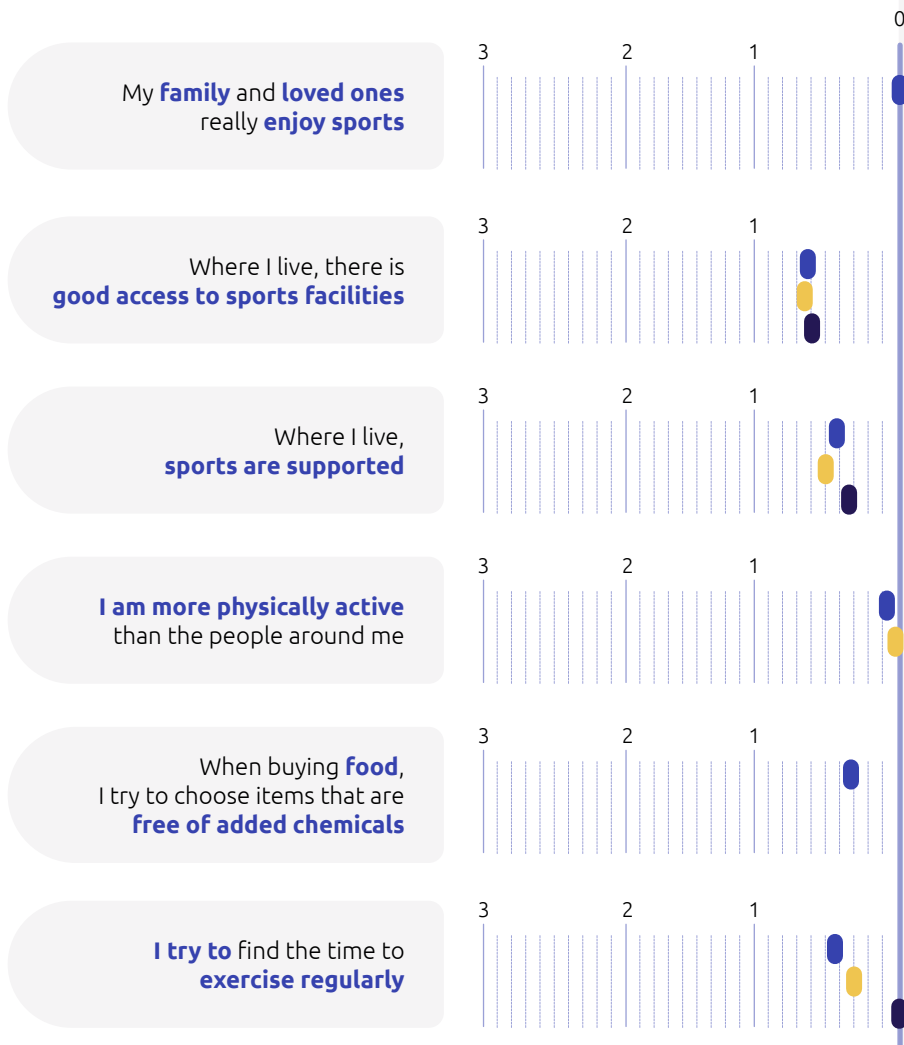 0
3 2 1
My family and loved ones
really enjoy sports
3 2 1
Where I live, there is
good access to sports facilities
3 2 1
Where I live,
sports are supported
3 2 1
I am more physically active
than the people around me
3 2 1
When buying food,
I try to choose items that are
free of added chemicals
3 2 1
I try to find the time to
exercise regularly